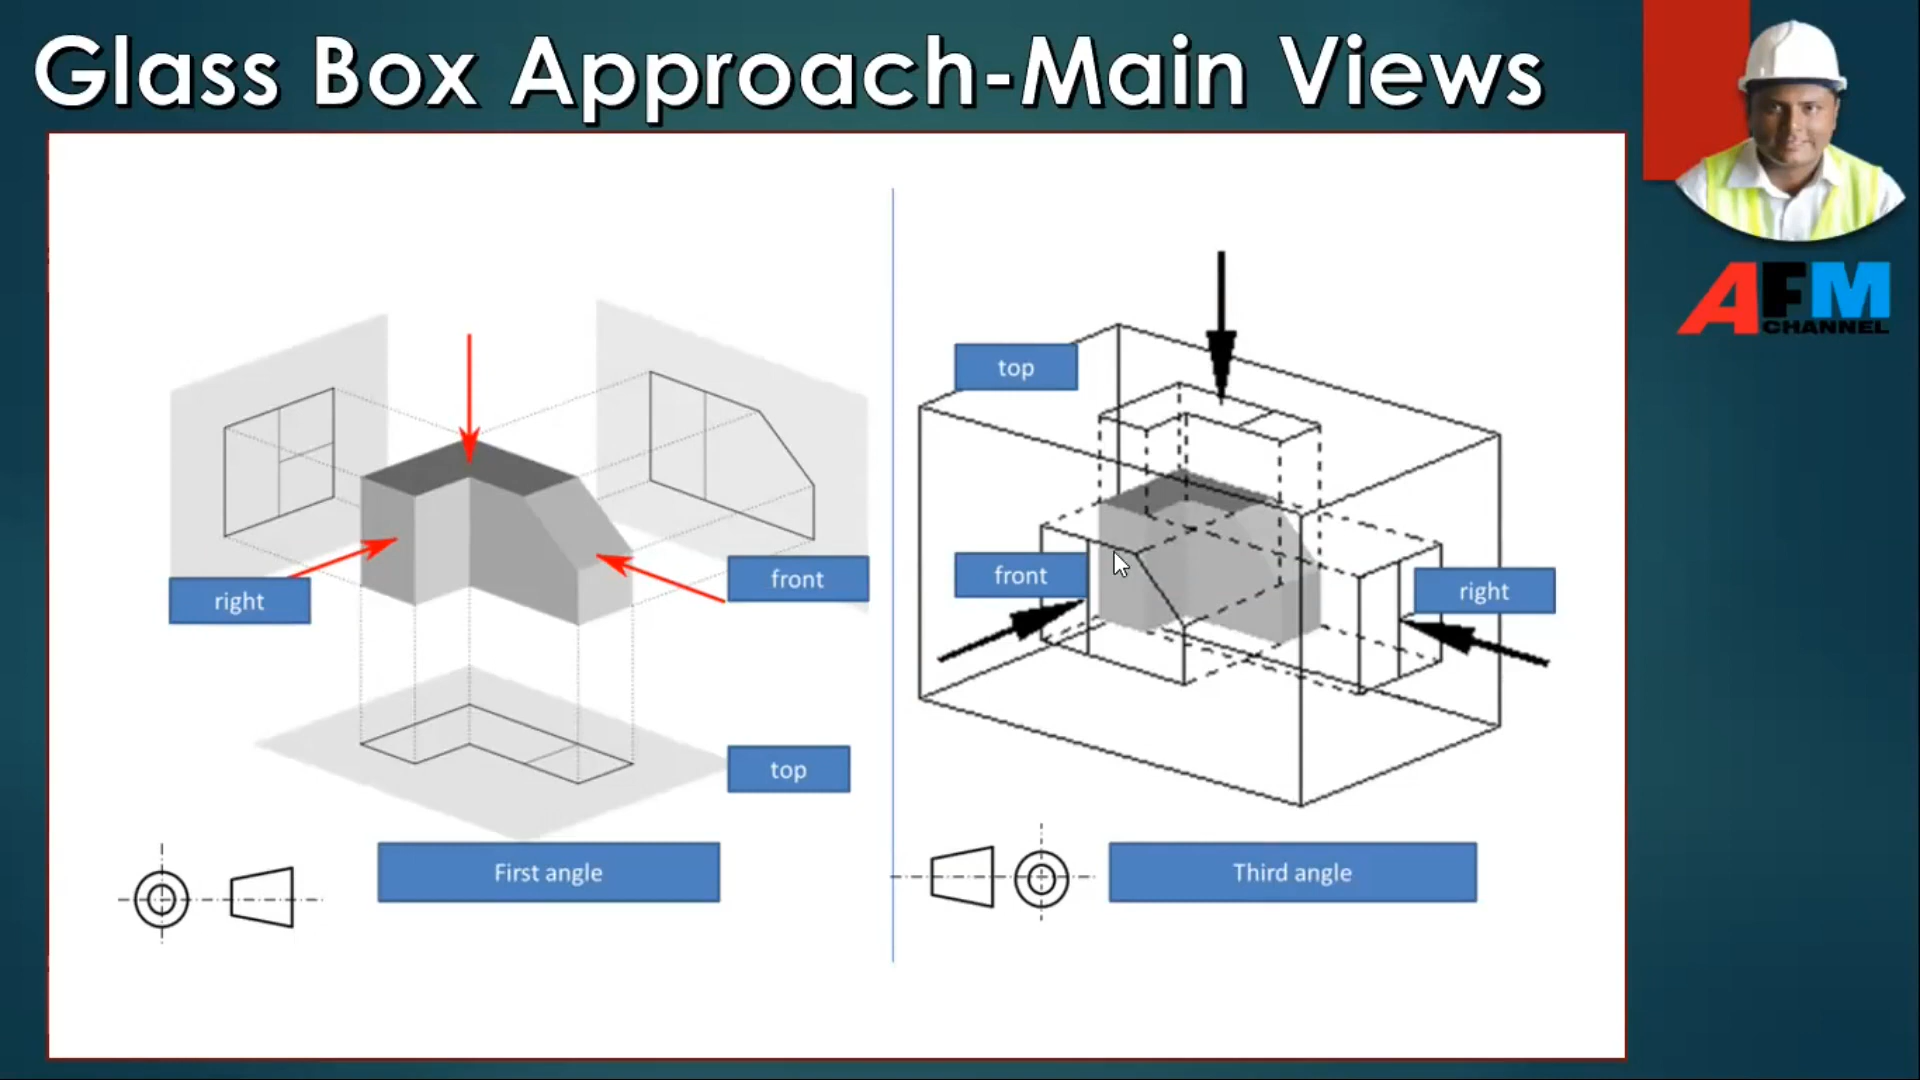 Glass Box Approach-Main Views
AFM
CHANNEL
top
front
right
front
right
top
First angle
Third angle